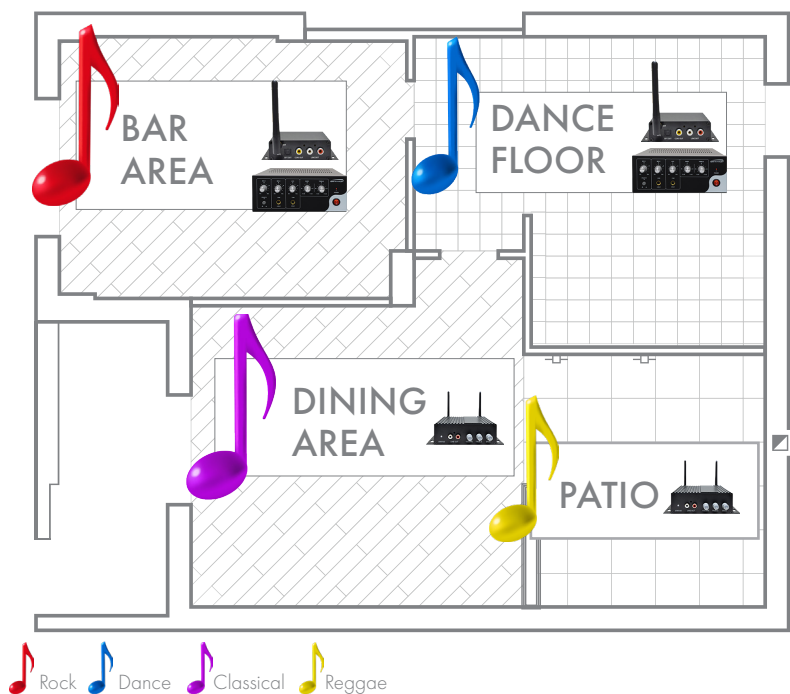 BAR
AREA
DANCE
FLOOR
DINING
AREA
PATIO
Rock
Dance
Classical
Reggae